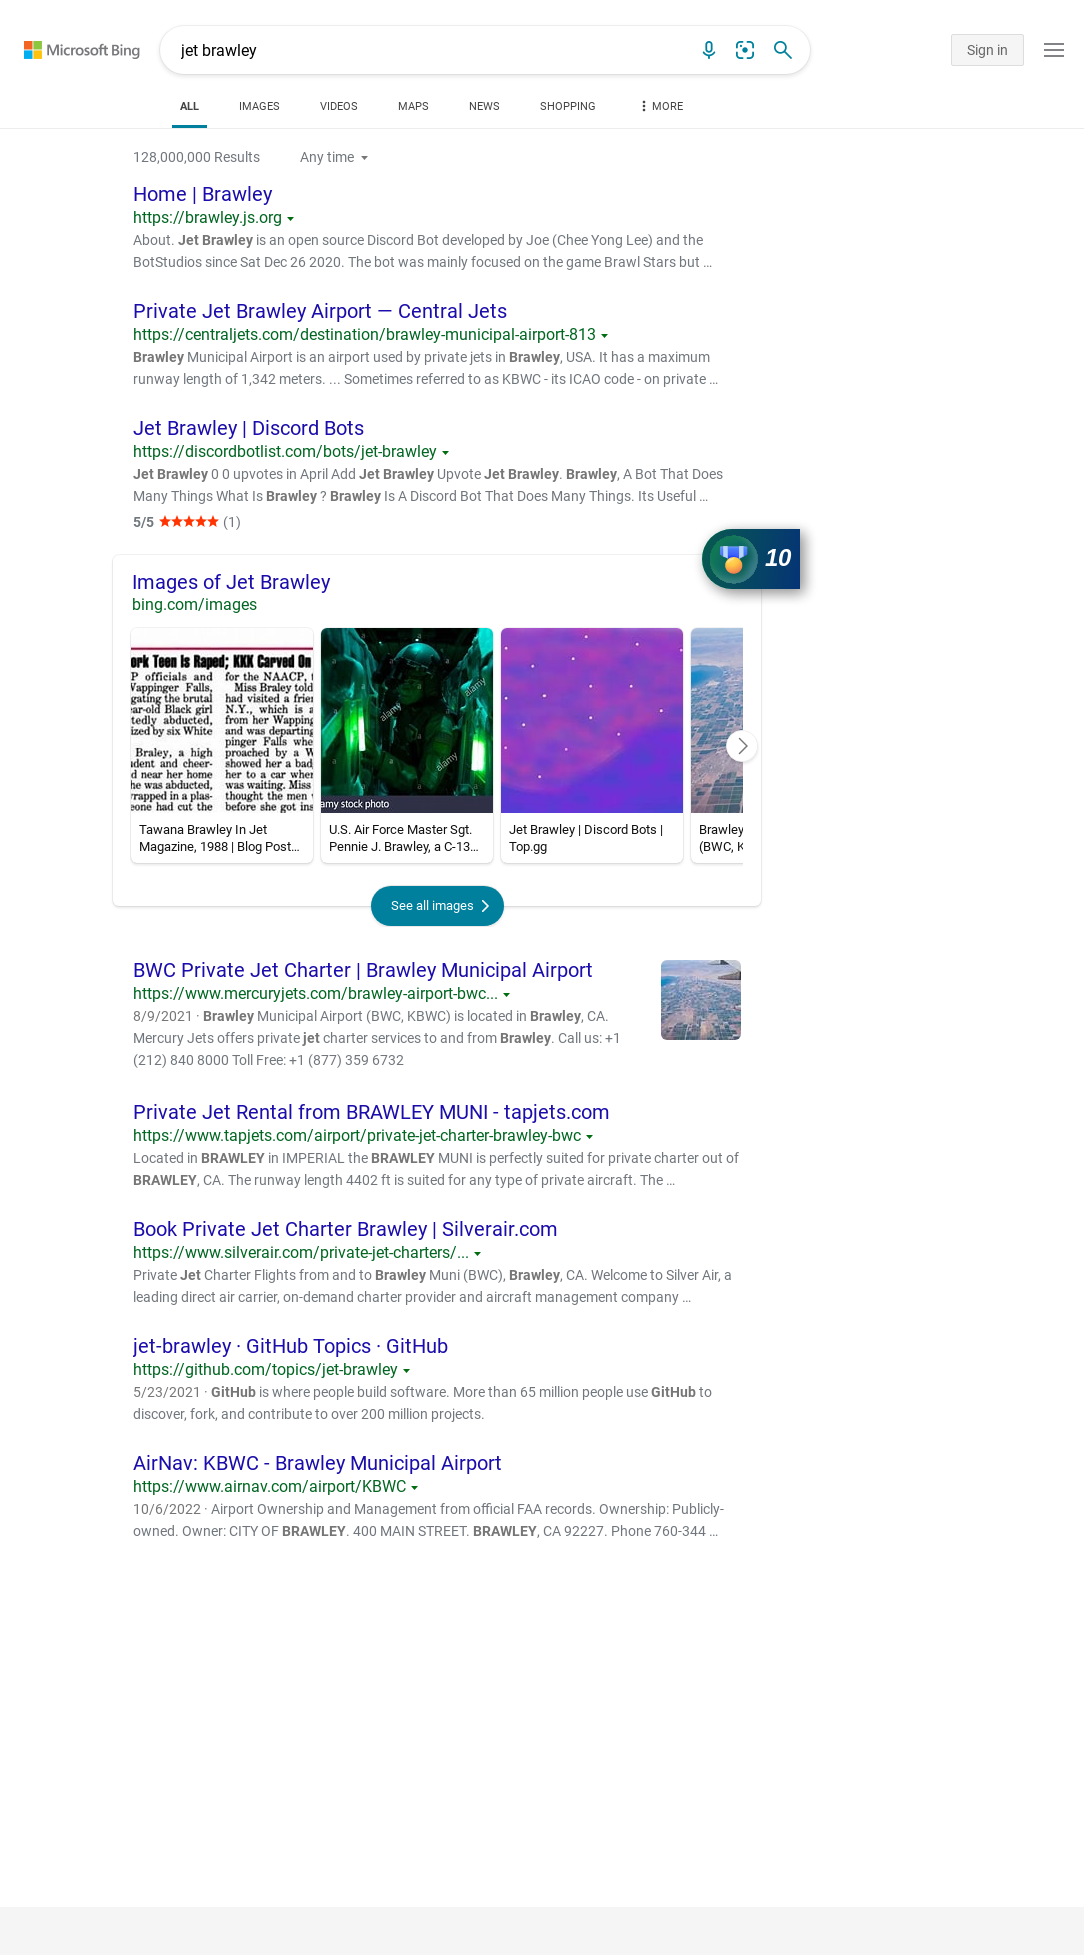 Microsoft Bing
jet brawley
Sign in
ALL IMAGES VIDEOS MAPS NEWS SHOPPING MORE
128,000,000 Results Any time
Home | Brawley
https://brawley.js.org
About. Jet Brawley is an open source Discord Bot developed by Joe (Chee Yong Lee) and the
BotStudios since Sat Dec 26 2020. The bot was mainly focused on the game Brawl Stars but …
Private Jet Brawley Airport — Central Jets
https://centraljets.com/destination/brawley-municipal-airport-813
Brawley Municipal Airport is an airport used by private jets in Brawley, USA. It has a maximum
runway length of 1,342 meters. ... Sometimes referred to as KBWC - its ICAO code - on private …
Jet Brawley | Discord Bots
https://discordbotlist.com/bots/jet-brawley
Jet Brawley 0 0 upvotes in April Add Jet Brawley Upvote Jet Brawley. Brawley, A Bot That Does
Many Things What Is Brawley ? Brawley Is A Discord Bot That Does Many Things. Its Useful …
5/5 (1)
10
Images of Jet Brawley
bing.com/images
ork Teen Is Raped; KKK Carved On
P officials and
Wappinger Falls,
gating the brutal
ear-old Black girl
tedly abducted,
ized by six White
Braley, a high
dent and cheer-
d near her home
he was abducted,
wrapped in a plas-
eone had cut the
for the NAACP,
Miss Braley told
had visited a frie
N.Y., which is a
from her Wapping
and was departing
pinger Falls whe
proached by a W
showed her a bad
her to a car wher
was waiting. Miss
thought the men
before she got ins
alamy
alamy
alamy
amy stock photo
Tawana Brawley In Jet
Magazine, 1988 | Blog Post…
U.S. Air Force Master Sgt.
Pennie J. Brawley, a C-13…
Jet Brawley | Discord Bots |
Top.gg
Brawley
(BWC, K
See all images
BWC Private Jet Charter | Brawley Municipal Airport
https://www.mercuryjets.com/brawley-airport-bwc...
8/9/2021 · Brawley Municipal Airport (BWC, KBWC) is located in Brawley, CA.
Mercury Jets offers private jet charter services to and from Brawley. Call us: +1
(212) 840 8000 Toll Free: +1 (877) 359 6732
Private Jet Rental from BRAWLEY MUNI - tapjets.com
https://www.tapjets.com/airport/private-jet-charter-brawley-bwc
Located in BRAWLEY in IMPERIAL the BRAWLEY MUNI is perfectly suited for private charter out of
BRAWLEY, CA. The runway length 4402 ft is suited for any type of private aircraft. The …
Book Private Jet Charter Brawley | Silverair.com
https://www.silverair.com/private-jet-charters/...
Private Jet Charter Flights from and to Brawley Muni (BWC), Brawley, CA. Welcome to Silver Air, a
leading direct air carrier, on-demand charter provider and aircraft management company …
jet-brawley · GitHub Topics · GitHub
https://github.com/topics/jet-brawley
5/23/2021 · GitHub is where people build software. More than 65 million people use GitHub to
discover, fork, and contribute to over 200 million projects.
AirNav: KBWC - Brawley Municipal Airport
https://www.airnav.com/airport/KBWC
10/6/2022 · Airport Ownership and Management from official FAA records. Ownership: Publicly-
owned. Owner: CITY OF BRAWLEY. 400 MAIN STREET. BRAWLEY, CA 92227. Phone 760-344 …